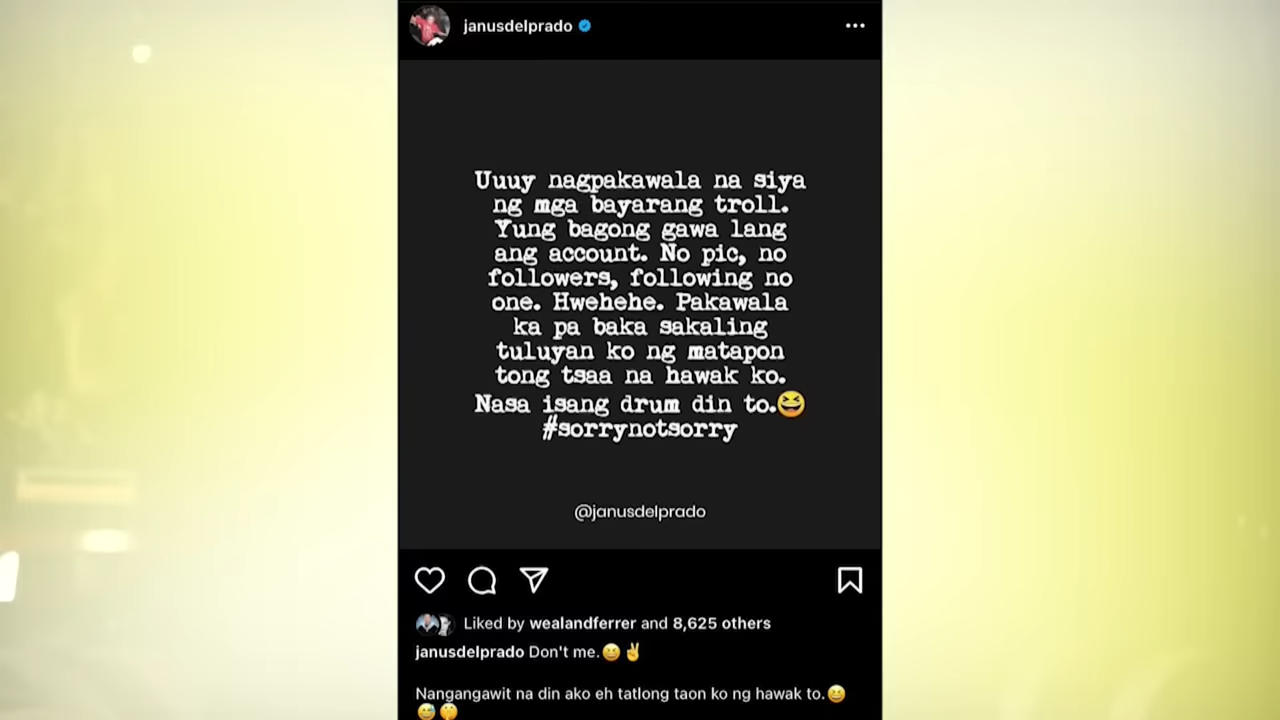 janusdelprado
Uuuy nagpakawala na siya
ng mga bayarang troll.
Yung bagong gawa lang
ang account. No pic, no
followers, following no
one. Hwehehe. Pakawala
ka pa baka sakaling
tuluyan ko ng matapon
tong tsaa na hawak ko.
Nasa isang drum din to.😆
#sorrynotsorry
@janusdelprado
Liked by wealandferrer and 8,625 others
janusdelprado Don't me.😆✌️
Nangangawit na din ako eh tatlong taon ko ng hawak to.😆
😅🤫